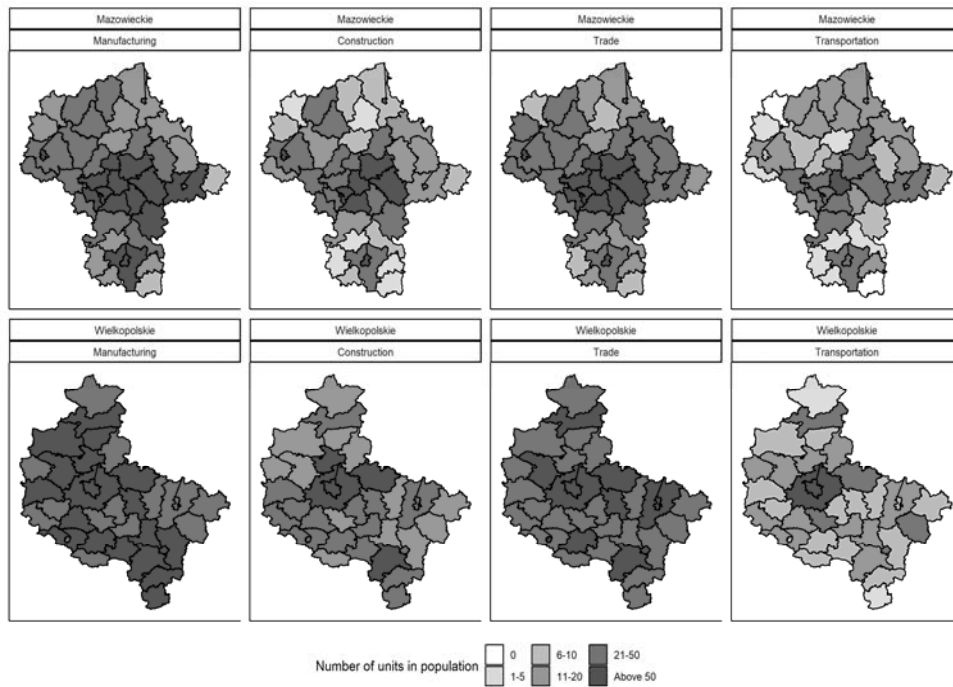 Mazowieckie Mazowieckie Mazowieckie Mazowieckie
Manufacturing Construction Trade Transportation
Wielkopolskie Wielkopolskie Wielkopolskie Wielkopolskie
Manufacturing Construction Trade Transportation
Number of units in population
0 6-10 21-50
1-5 11-20 Above 50